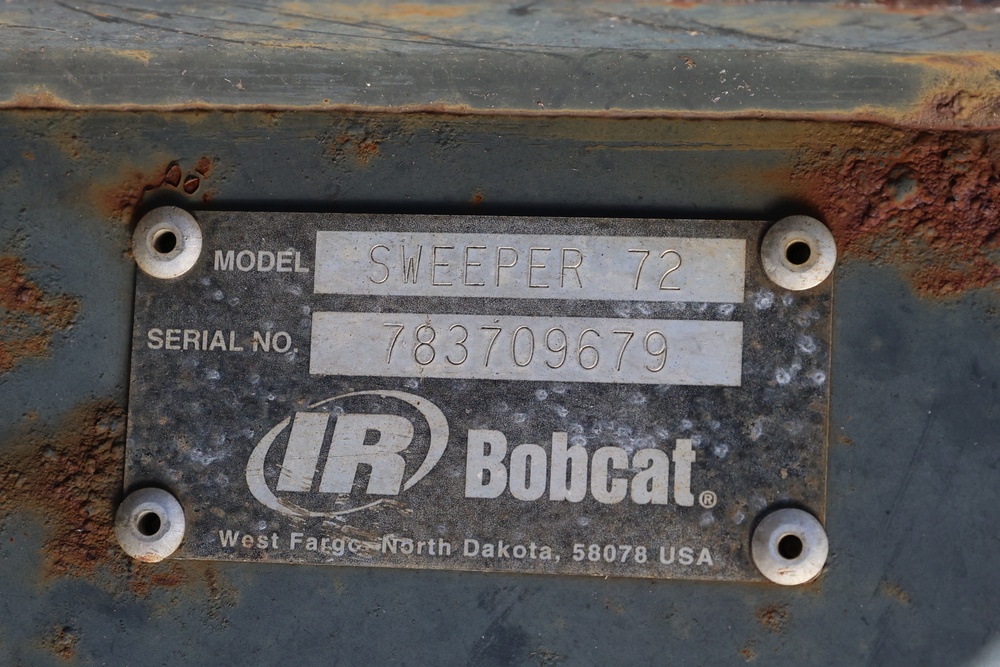 MODEL SWEEPER 72
SERIAL NO. 783709679
IR Bobcat®
West Fargo, North Dakota, 58078 USA